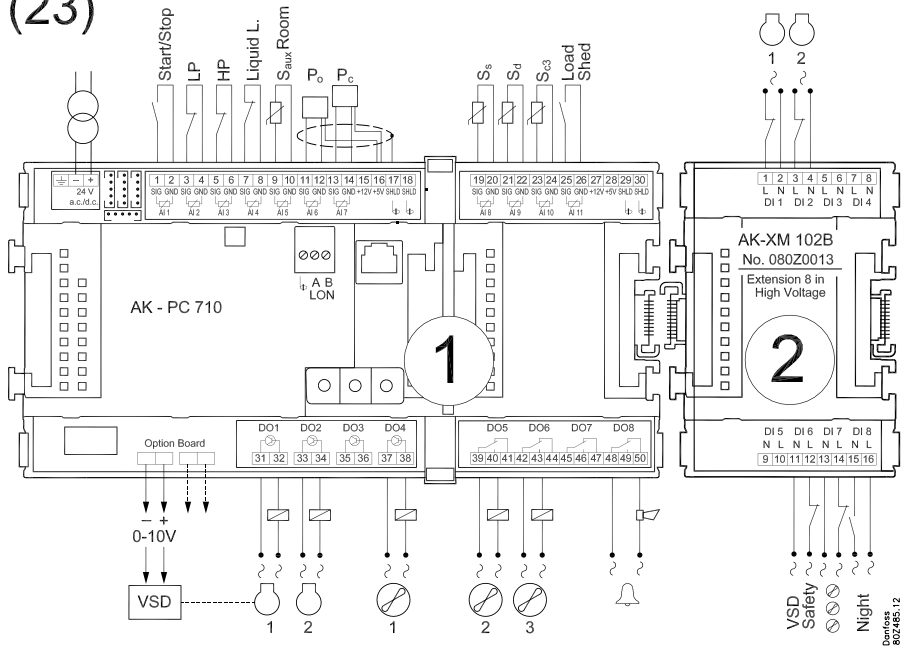 (23)
Start/Stop
LP
HP
Liquid L.
Saux Room
Po
Pc
Ss
Sd
Sc3
Load
Shed
1 2
− +
24 V
a.c./d.c.
1 2 3 4 5 6 7 8 9 10 11 12 13 14 15 16 17 18
SIG GND SIG GND SIG GND SIG GND SIG GND SIG GND SIG GND +12V +5V SHLD SHLD
AI 1 AI 2 AI 3 AI 4 AI 5 AI 6 AI 7
19 20 21 22 23 24 25 26 27 28 29 30
SIG GND SIG GND SIG GND SIG GND +12V +5V SHLD SHLD
AI 8 AI 9 AI 10 AI 11
1 2 3 4 5 6 7 8
L N L N L N L N
DI 1 DI 2 DI 3 DI 4
A B
LON
AK - PC 710
1
AK-XM 102B
No. 080Z0013
Extension 8 in
High Voltage
2
Option Board
DO1 DO2 DO3 DO4
31 32 33 34 35 36 37 38
DO5 DO6 DO7 DO8
39 40 41 42 43 44 45 46 47 48 49 50
DI 5 DI 6 DI 7 DI 8
N L N L N L N L
9 10 11 12 13 14 15 16
− +
0-10V
VSD
1 2 1 2 3
VSD
Safety
Night
Danfoss
80Z485.12